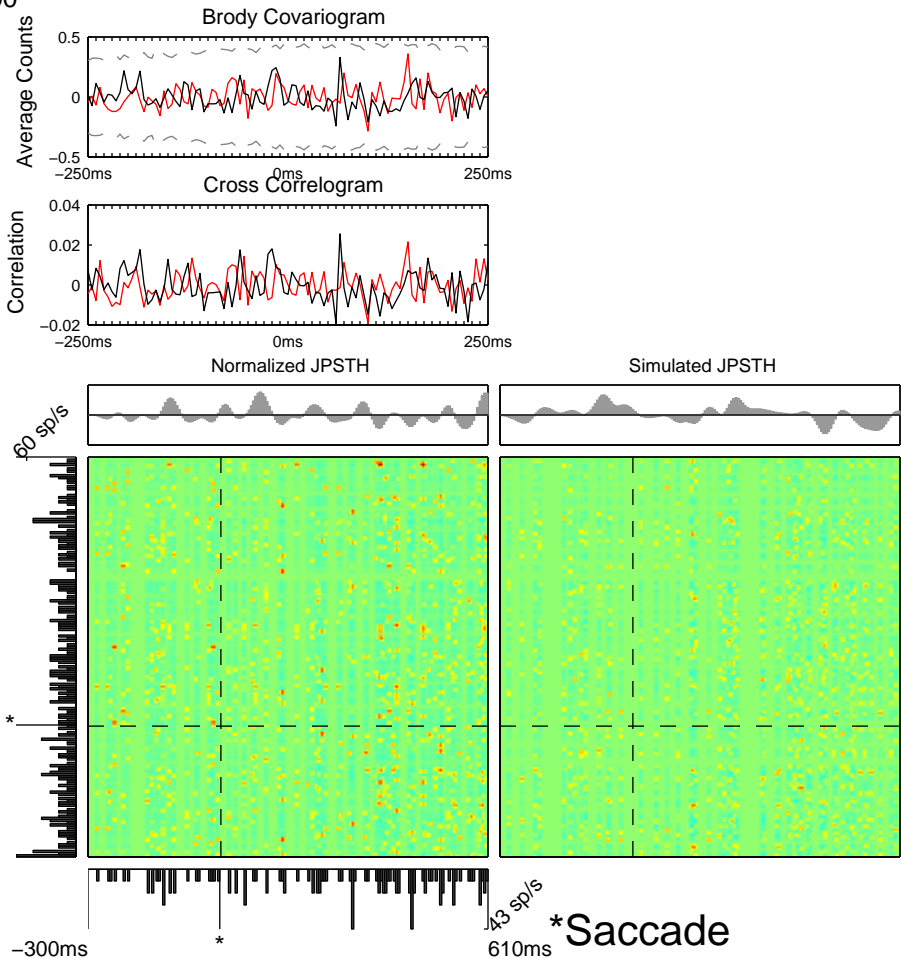 Brody Covariogram
Average Counts
0.5
0
−0.5
−250ms
0ms
250ms
Cross Correlogram
Correlation
0.04
0.02
0
−0.02
−250ms
0ms
250ms
Normalized JPSTH
Simulated JPSTH
60 sp/s
*
43 sp/s
*
−300ms
610ms
*Saccade